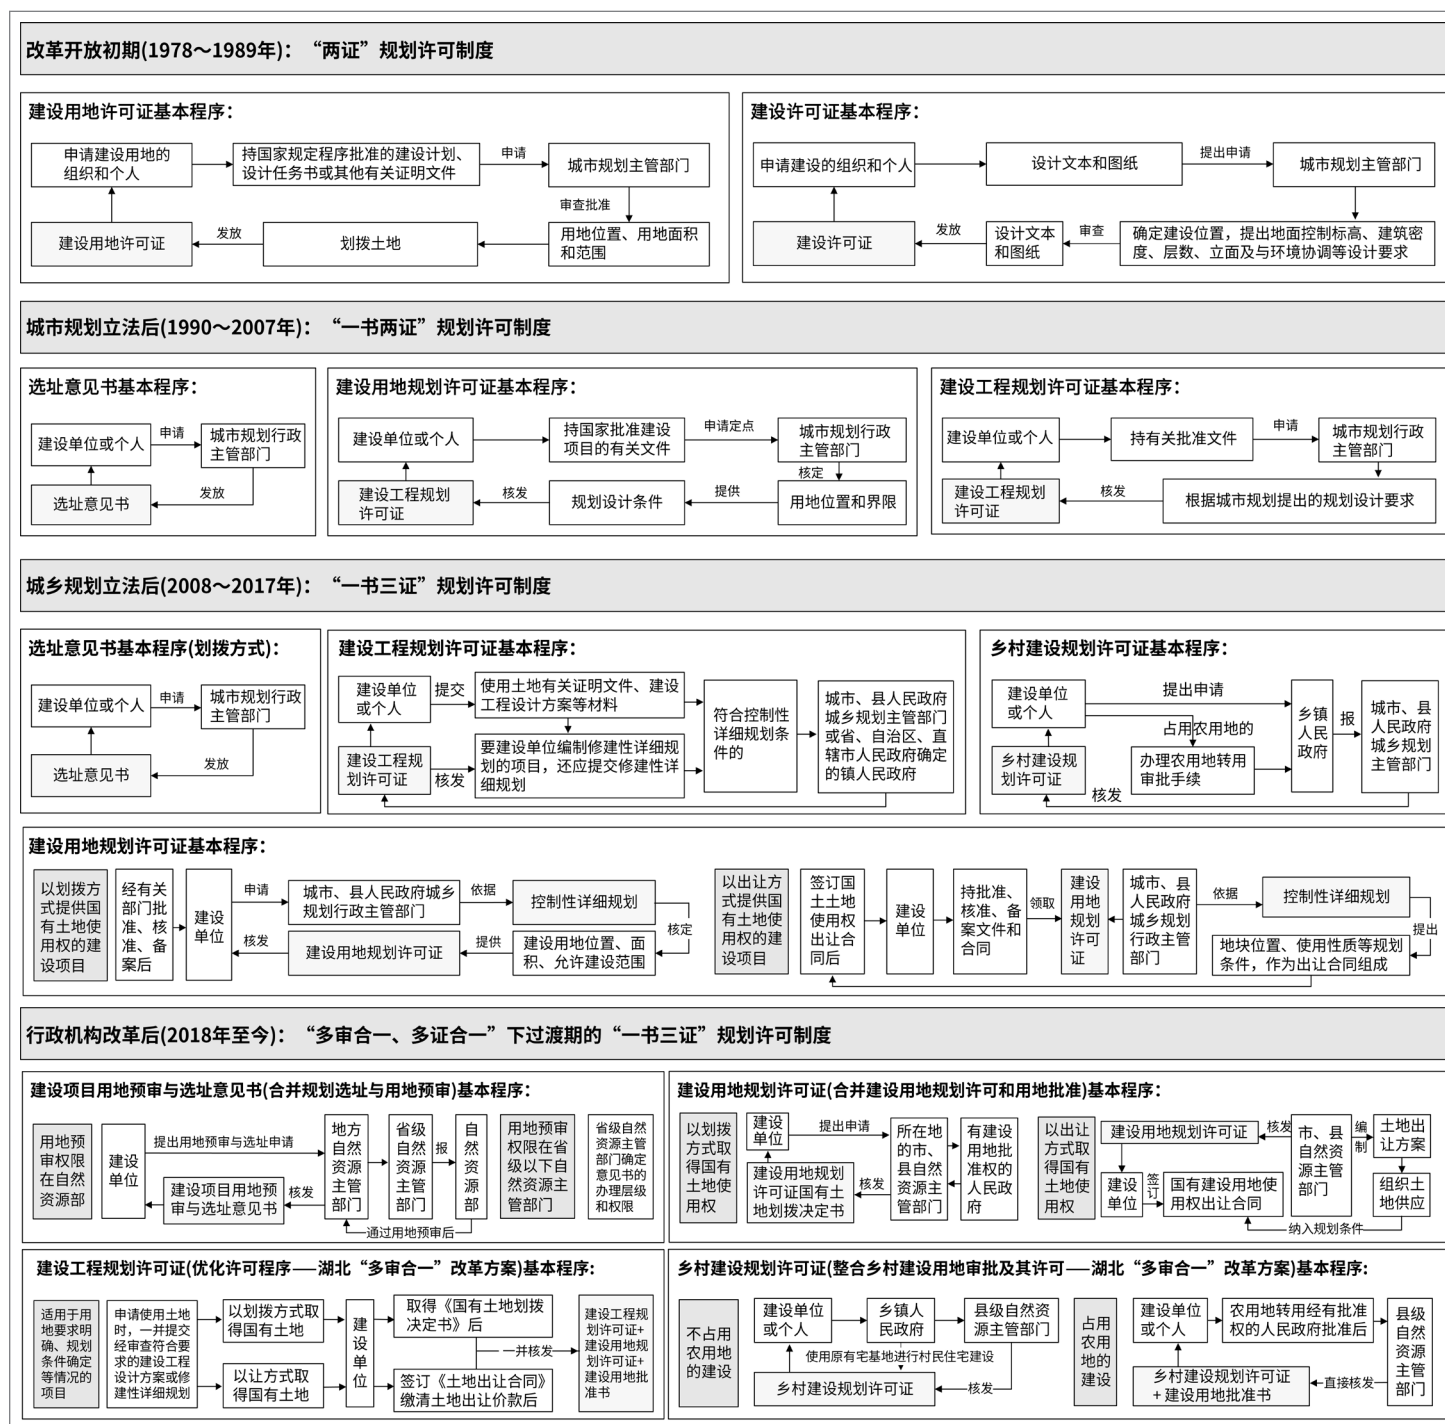 改革开放初期(1978～1989年)：“两证”规划许可制度
建设用地许可证基本程序：
申请建设用地的
组织和个人
持国家规定程序批准的建设计划、
设计任务书或其他有关证明文件
申请
城市规划主管部门
审查批准
用地位置、用地面积
和范围
划拨土地
发放
建设用地许可证
建设许可证基本程序：
申请建设的组织和个人
设计文本和图纸
提出申请
城市规划主管部门
确定建设位置，提出地面控制标高、建筑密
度、层数、立面及与环境协调等设计要求
审查
设计文本
和图纸
发放
建设许可证
城市规划立法后(1990～2007年)：“一书两证”规划许可制度
选址意见书基本程序：
建设单位或个人
申请
城市规划行政
主管部门
发放
选址意见书
建设用地规划许可证基本程序：
建设单位或个人
持国家批准建设
项目的有关文件
申请定点
城市规划行政
主管部门
核定
用地位置和界限
提供
规划设计条件
核发
建设工程规划
许可证
建设工程规划许可证基本程序：
建设单位或个人
持有关批准文件
申请
城市规划行政
主管部门
根据城市规划提出的规划设计要求
核发
建设工程规划
许可证
城乡规划立法后(2008～2017年)：“一书三证”规划许可制度
选址意见书基本程序(划拨方式)：
建设单位或个人
申请
城市规划行政
主管部门
发放
选址意见书
建设工程规划许可证基本程序：
建设单位
或个人
提交
使用土地有关证明文件、建设
工程设计方案等材料
要建设单位编制修建性详细规
划的项目，还应提交修建性详
细规划
符合控制性
详细规划条
件的
城市、县人民政府
城乡规划主管部门
或省、自治区、直
辖市人民政府确定
的镇人民政府
核发
建设工程规
划许可证
乡村建设规划许可证基本程序：
建设单位
或个人
提出申请
占用农用地的
办理农用地转用
审批手续
乡镇
人民
政府
报
城市、县
人民政府
城乡规划
主管部门
核发
乡村建设规
划许可证
建设用地规划许可证基本程序：
以划拨方
式提供国
有土地使
用权的建
设项目
经有关
部门批
准、核
准、备
案后
建设
单位
申请
城市、县人民政府城乡
规划行政主管部门
依据
控制性详细规划
核定
建设用地位置、面
积、允许建设范围
提供
建设用地规划许可证
核发
以出让方
式提供国
有土地使
用权的建
设项目
签订国
土土地
使用权
出让合
同后
建设
单位
持批准、
核准、备
案文件和
合同
领取
建设
用地
规划
许可
证
城市、县
人民政府
城乡规划
行政主管
部门
依据
控制性详细规划
提出
地块位置、使用性质等规划
条件，作为出让合同组成
行政机构改革后(2018年至今)：“多审合一、多证合一”下过渡期的“一书三证”规划许可制度
建设项目用地预审与选址意见书(合并规划选址与用地预审)基本程序：
用地预
审权限
在自然
资源部
建设
单位
提出用地预审与选址申请
地方
自然
资源
主管
部门
省级
自然
资源
主管
部门
报
自
然
资
源
部
通过用地预审后
核发
建设项目用地预
审与选址意见书
用地预审
权限在省
级以下自
然资源主
管部门
省级自然
资源主管
部门确定
意见书的
办理层级
和权限
建设用地规划许可证(合并建设用地规划许可和用地批准)基本程序：
以划拨
方式取
得国有
土地使
用权
建设
单位
提出申请
所在地
的市、
县自然
资源主
管部门
有建设
用地批
准权的
人民政
府
核发
建设用地规划
许可证国有土
地划拨决定书
以出让
方式取
得国有
土地使
用权
建设用地规划许可证
核发
市、县
自然资
源主管
部门
编
制
土地出
让方案
组织土
地供应
纳入规划条件
国有建设用地使
用权出让合同
签
订
建设
单位
建设工程规划许可证(优化许可程序——湖北“多审合一”改革方案)基本程序：
适用于用
地要求明
确、规划
条件确定
等情况的
项目
申请使用土地
时，一并提交
经审查符合要
求的建设工程
设计方案或修
建性详细规划
以划拨方式取
得国有土地
以让方式取
得国有土地
建
设
单
位
取得《国有土地划拨
决定书》后
签订《土地出让合同》
缴清土地出让价款后
一并核发
建设工程规
划许可证+
建设用地规
划许可证+
建设用地批
准书
乡村建设规划许可证(整合乡村建设用地审批及其许可——湖北“多审合一”改革方案)基本程序：
不占用
农用地
的建设
建设单位
或个人
乡镇人
民政府
县级自然资
源主管部门
使用原有宅基地进行村民住宅建设
核发
乡村建设规划许可证
占用
农用
地的
建设
建设单位
或个人
农用地转用经有批准
权的人民政府批准后
县级
自然
资源
主管
部门
直接核发
乡村建设规划许可证
+建设用地批准书